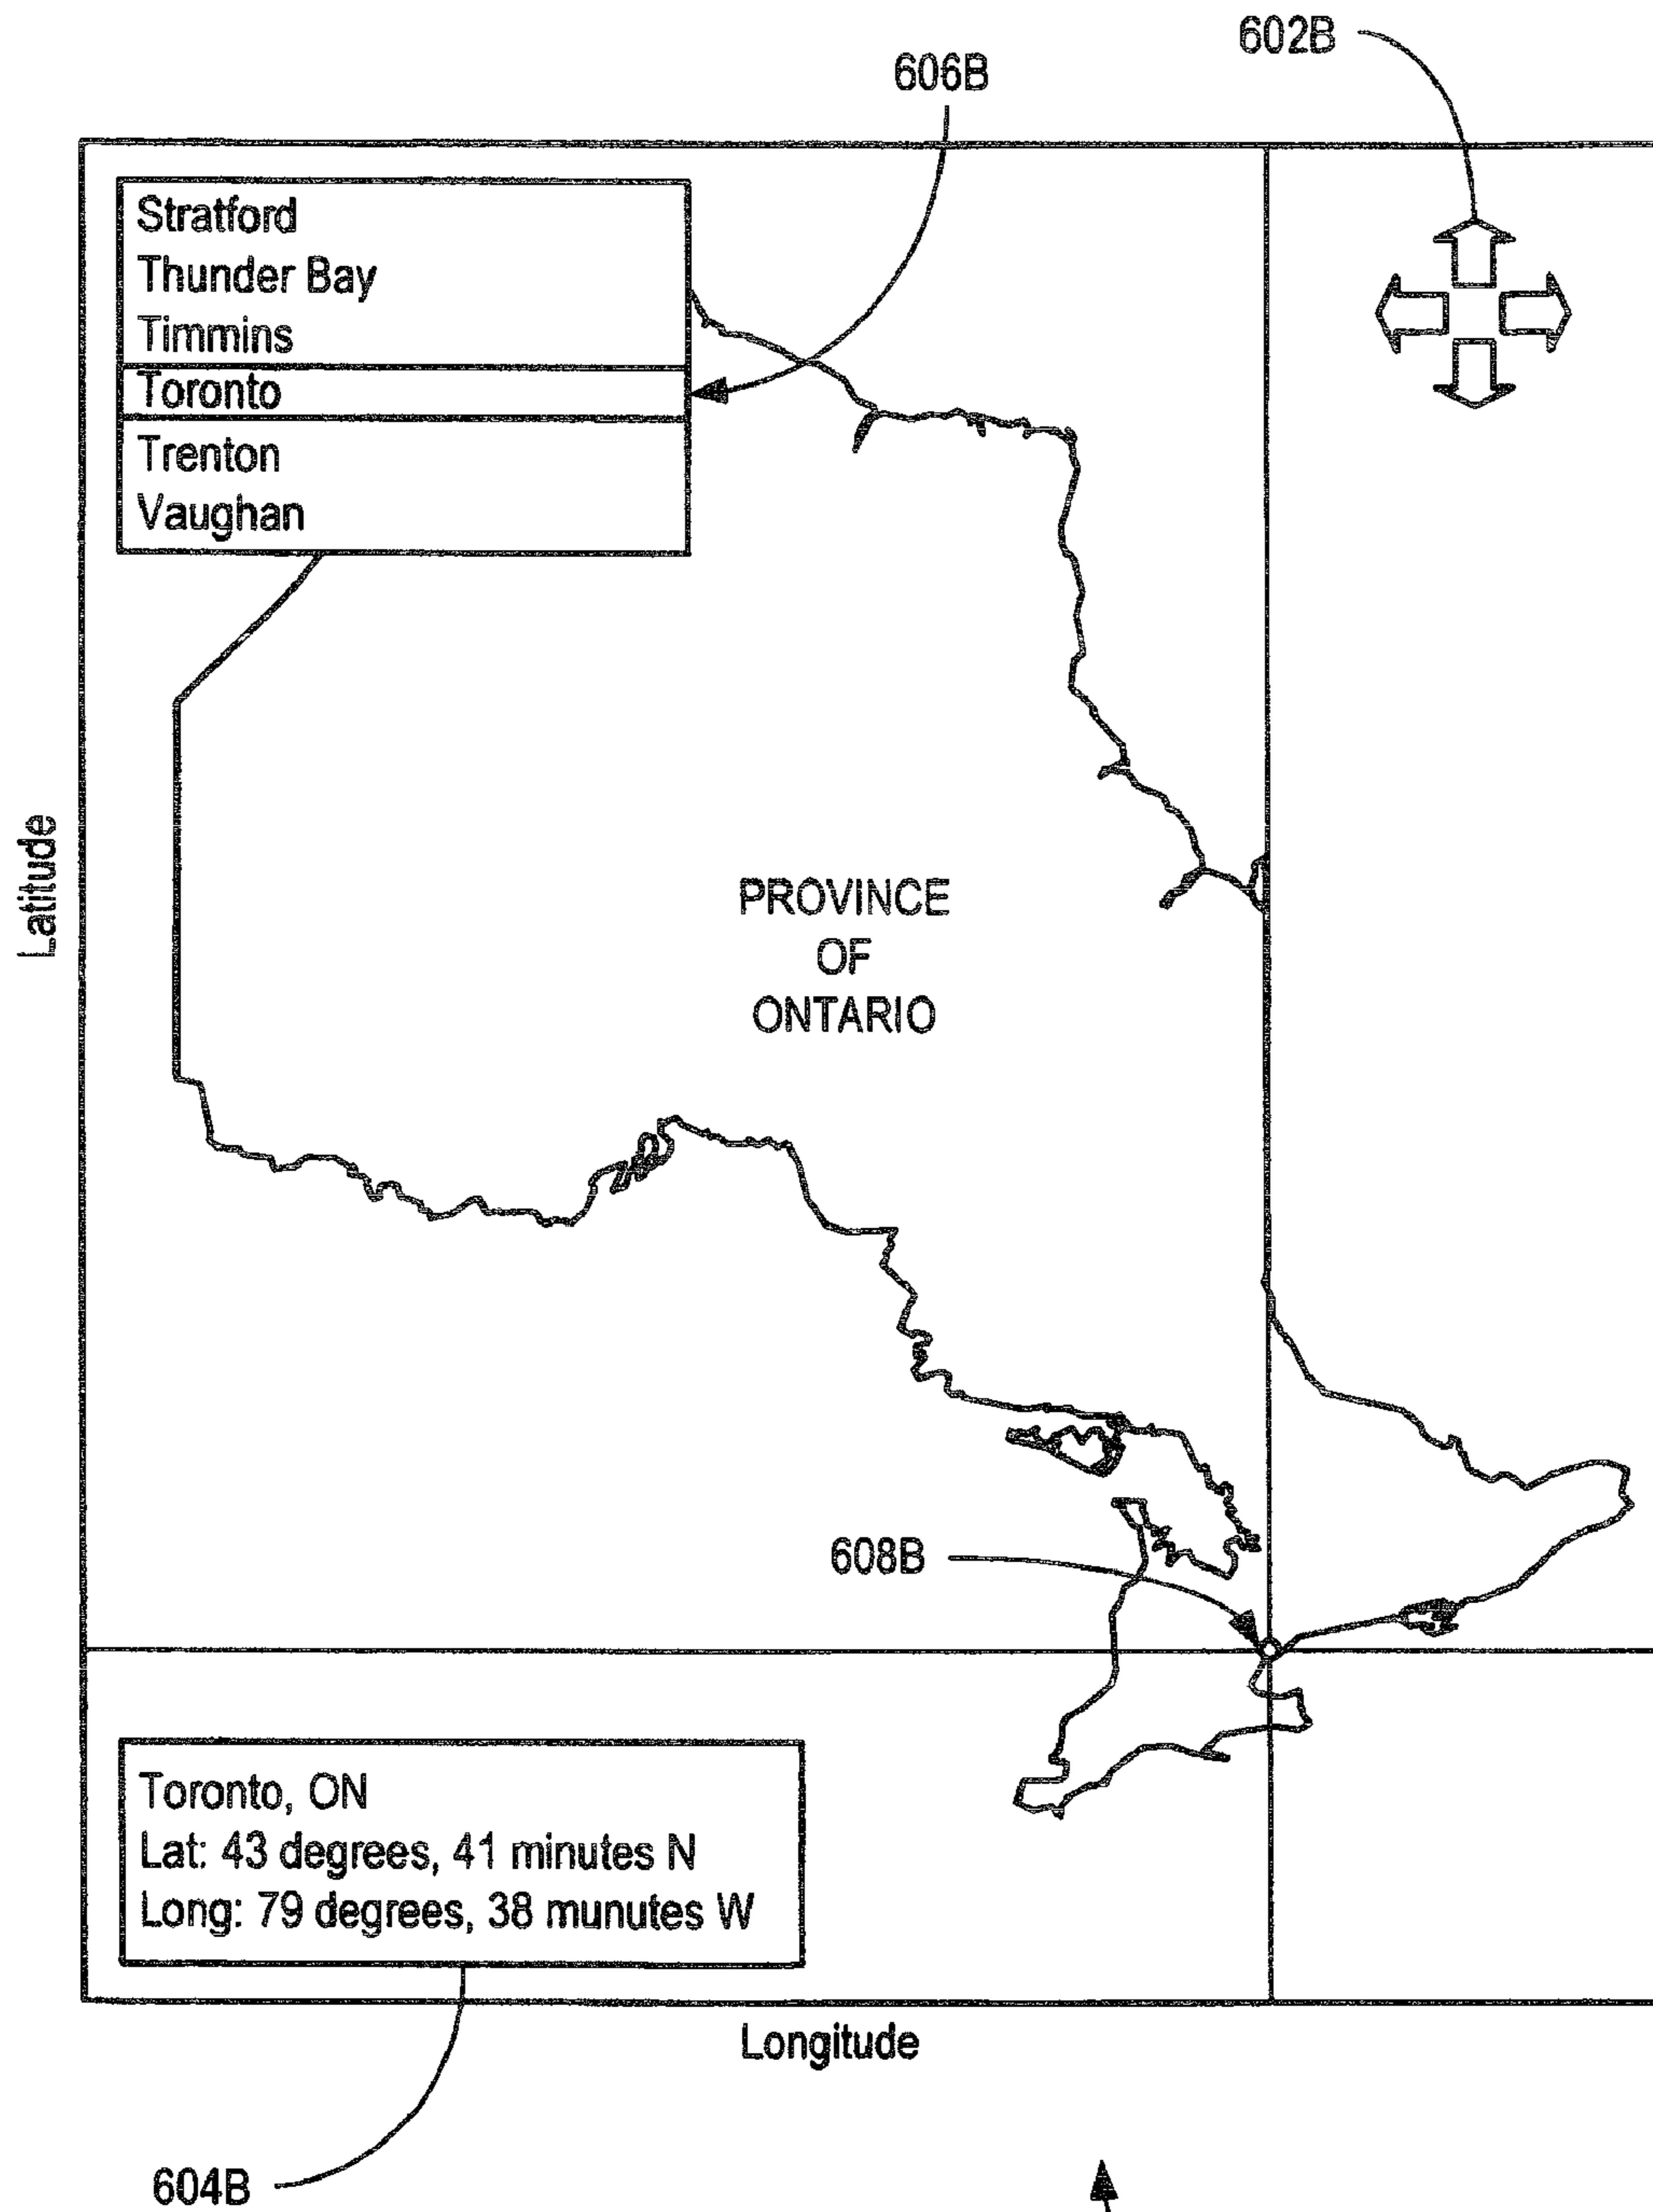 602B
606B
Stratford
Thunder Bay
Timmins
Toronto
Trenton
Vaughan
Latitude
PROVINCE
OF
ONTARIO
608B
Toronto, ON
Lat: 43 degrees, 41 minutes N
Long: 79 degrees, 38 munutes W
Longitude
604B